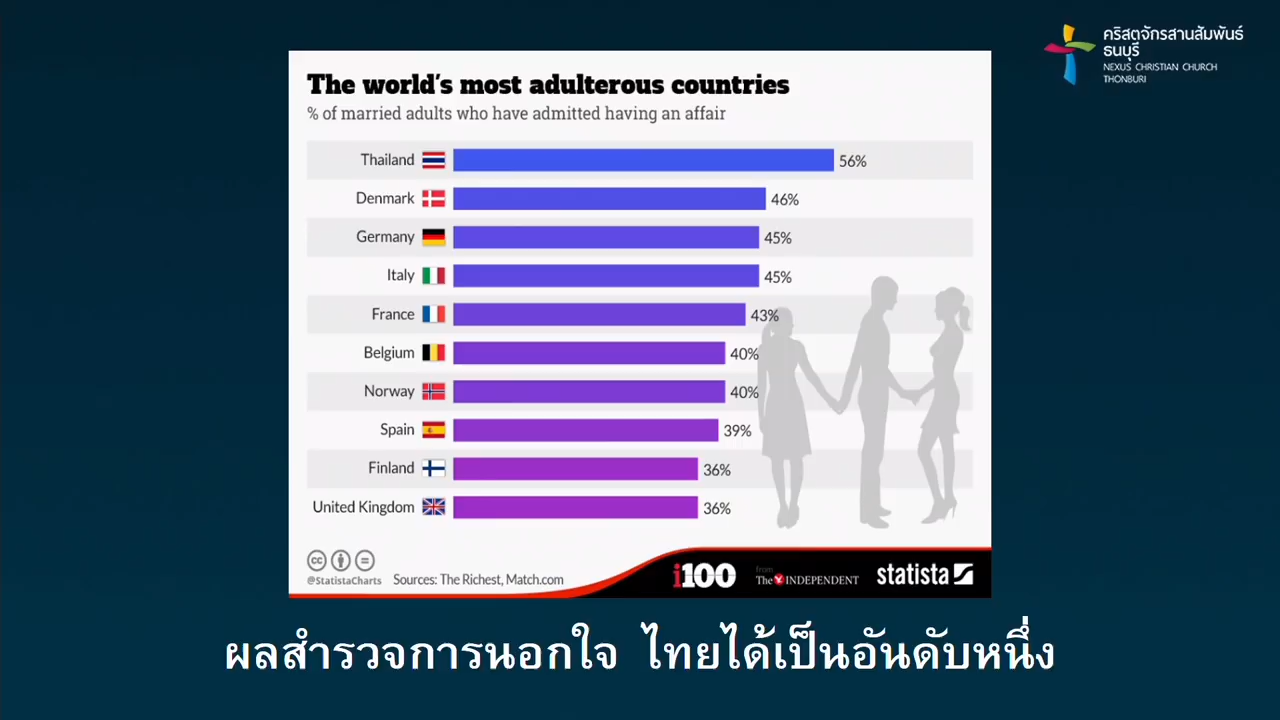 คริสตจักรสานสัมพันธ์
ธนบุรี
NEXUS CHRISTIAN CHURCH
THONBURI
The world's most adulterous countries
% of married adults who have admitted having an affair
Thailand 56%
Denmark 46%
Germany 45%
Italy 45%
France 43%
Belgium 40%
Norway 40%
Spain 39%
Finland 36%
United Kingdom 36%
cc
@StatistaCharts Sources: The Richest, Match.com
i100 from The INDEPENDENT statista
ผลสำรวจการนอกใจ ไทยได้เป็นอันดับหนึ่ง